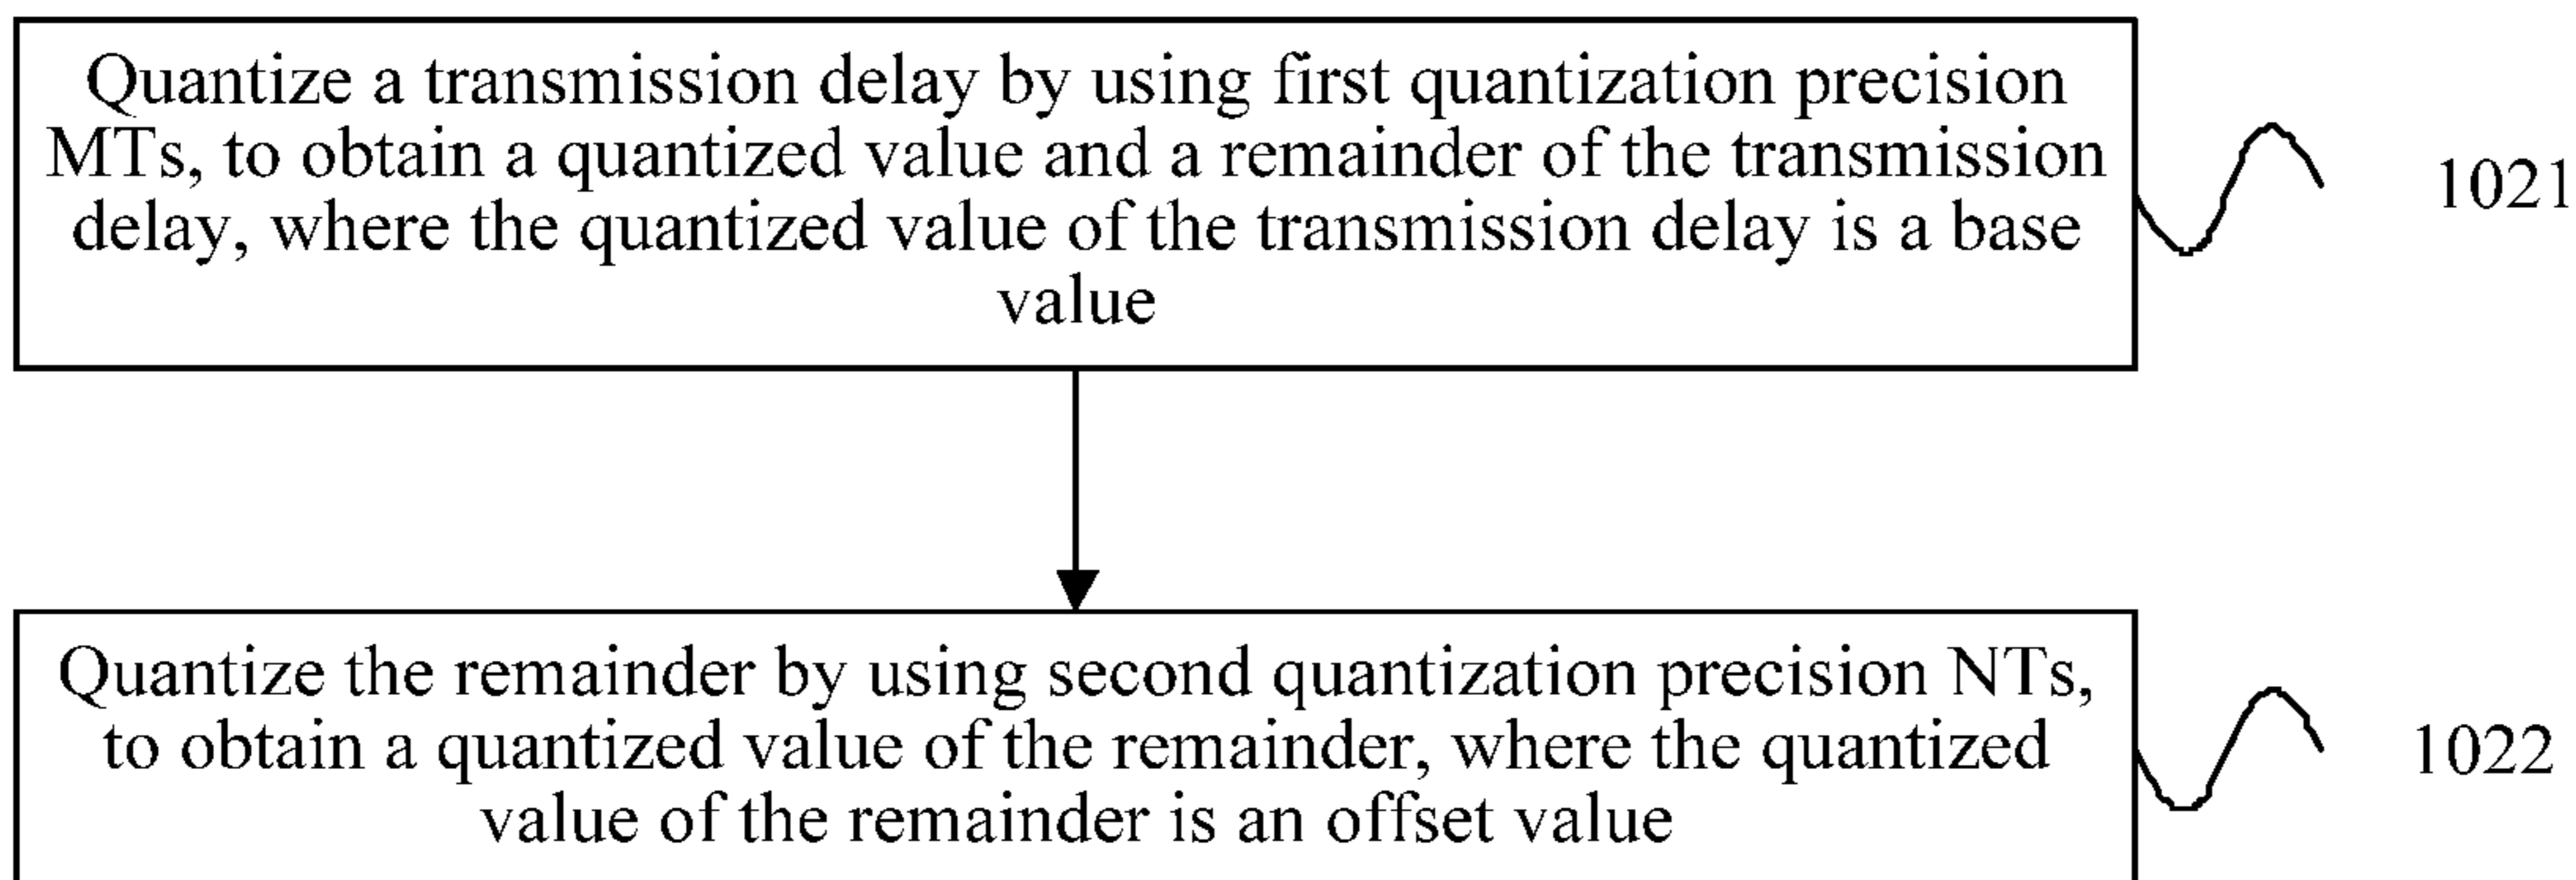 Quantize a transmission delay by using first quantization precision
MTs, to obtain a quantized value and a remainder of the transmission
delay, where the quantized value of the transmission delay is a base
value
1021
Quantize the remainder by using second quantization precision NTs,
to obtain a quantized value of the remainder, where the quantized
value of the remainder is an offset value
1022